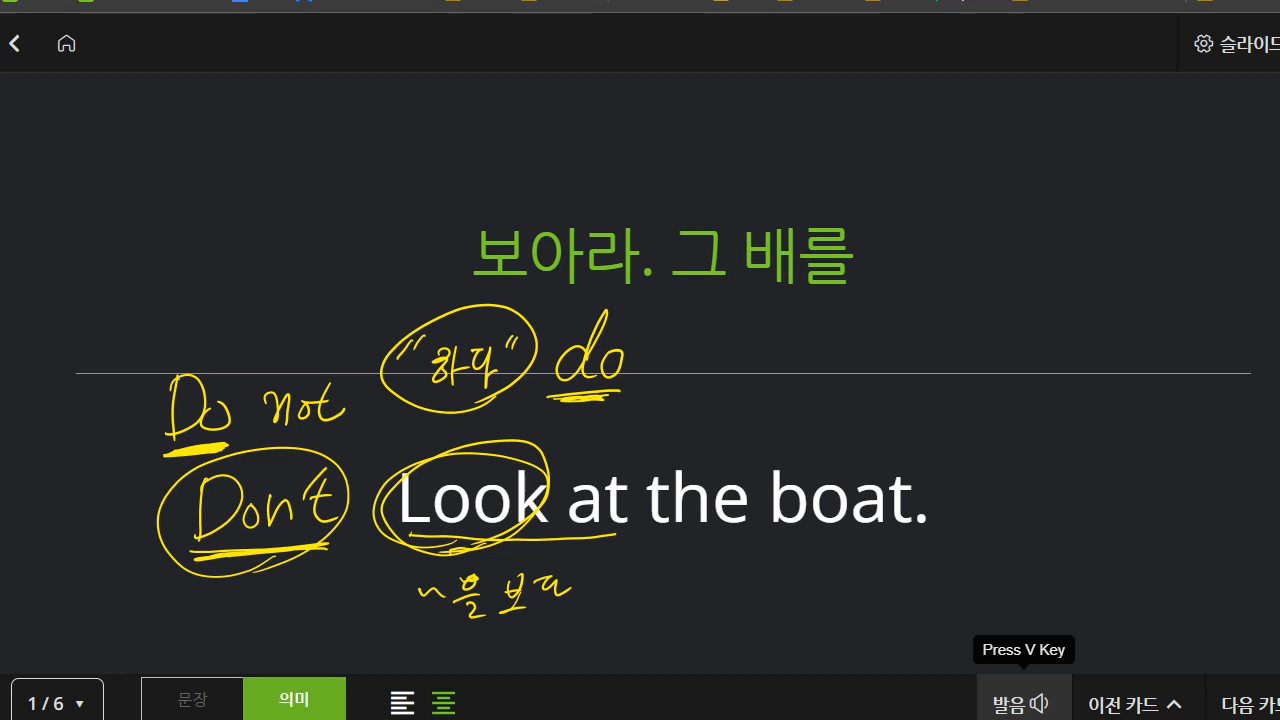 슬라이드
보아라. 그 배를
"하다" do
Do not
Don't Look at the boat.
~을 보다
Press V Key
1 / 6 문장 의미 발음 이전 카드 다음 카드